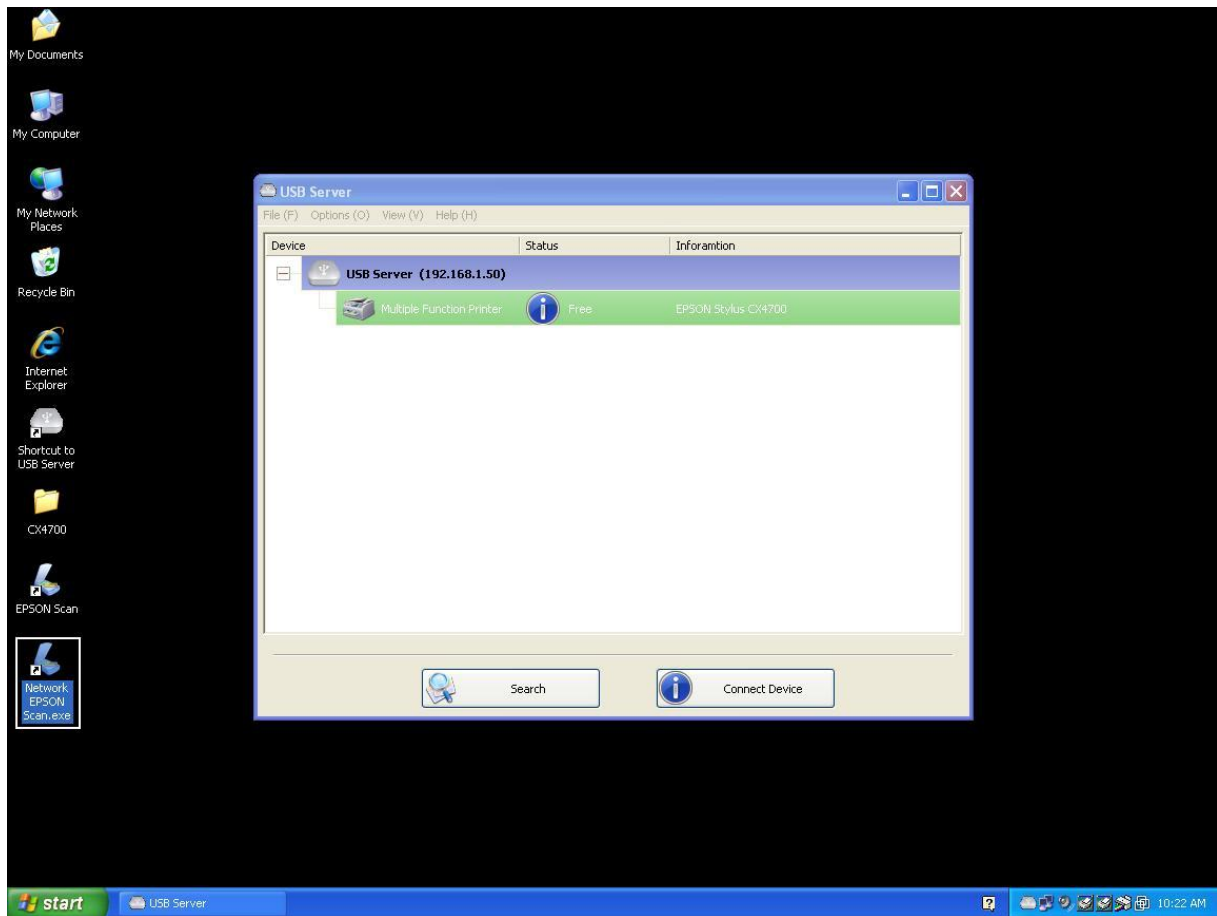 My Documents
My Computer
My Network
Places
Recycle Bin
Internet
Explorer
Shortcut to
USB Server
CX4700
EPSON Scan
Network
EPSON
Scan.exe
USB Server
File (F) Options (O) View (V) Help (H)
Device Status Inforamtion
USB Server (192.168.1.50)
Multiple Function Printer Free EPSON Stylus CX4700
Search Connect Device
start USB Server 10:22 AM